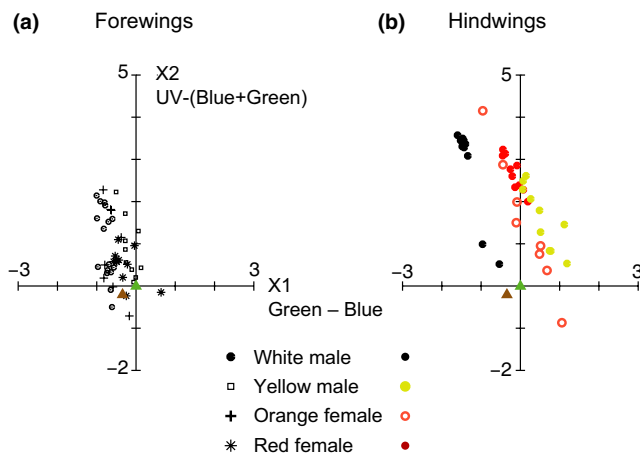 (a) Forewings
(b) Hindwings
5
X2
UV-(Blue+Green)
-3
3
X1
Green – Blue
-2
5
-3
3
-2
White male
Yellow male
Orange female
Red female